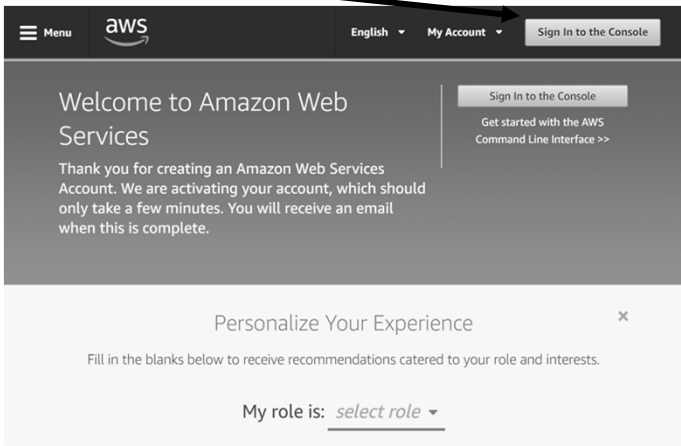 Menu
aws
English
My Account
Sign In to the Console
Welcome to Amazon Web
Services
Thank you for creating an Amazon Web Services
Account. We are activating your account, which should
only take a few minutes. You will receive an email
when this is complete.
Sign In to the Console
Get started with the AWS
Command Line Interface >>
Personalize Your Experience
×
Fill in the blanks below to receive recommendations catered to your role and interests.
My role is: select role